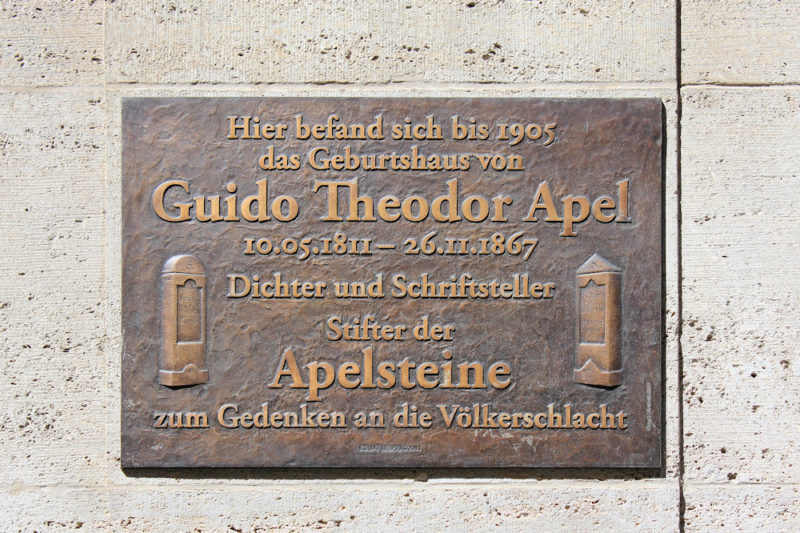 Hier befand sich bis 1905
das Geburtshaus von
Guido Theodor Apel
10.05.1811 – 26.11.1867
Dichter und Schriftsteller
Stifter der
Apelsteine
zum Gedenken an die Völkerschlacht